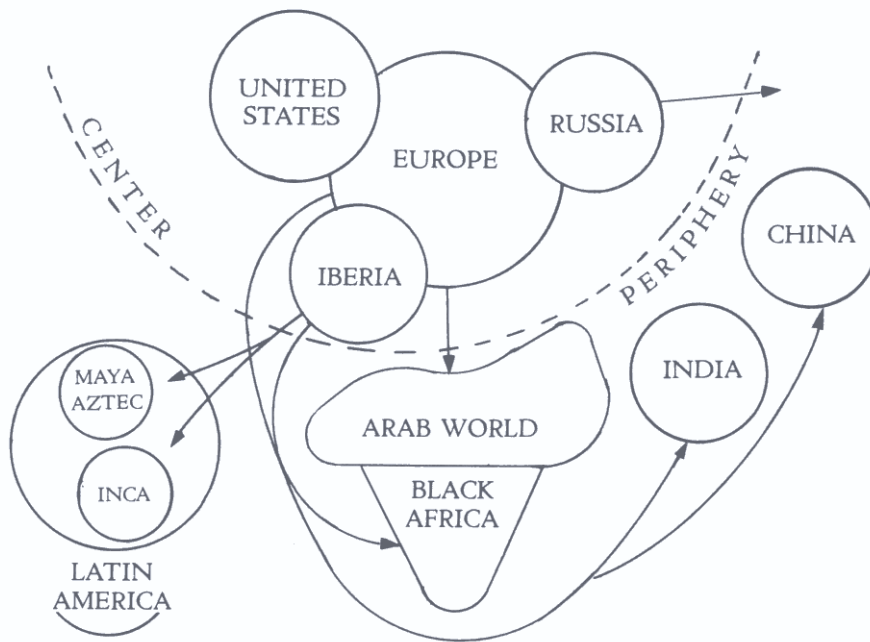 UNITED
STATES
EUROPE
RUSSIA
CENTER
PERIPHERY
IBERIA
CHINA
MAYA
AZTEC
INCA
LATIN
AMERICA
ARAB WORLD
BLACK
AFRICA
INDIA